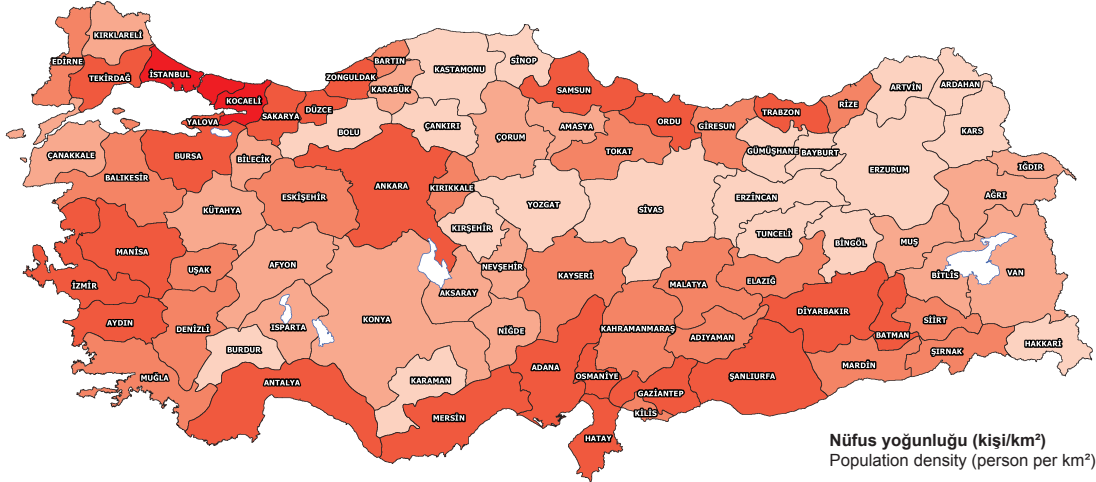 KIRKLARELİ
EDİRNE
TEKİRDAĞ
İSTANBUL
KOCAELİ
YALOVA
SAKARYA
DÜZCE
ZONGULDAK
BARTIN
KARABÜK
KASTAMONU
SİNOP
SAMSUN
ORDU
GİRESUN
TRABZON
RİZE
ARTVİN
ARDAHAN
KARS
IĞDIR
AĞRI
ÇANAKKALE
BALIKESİR
BURSA
BİLECİK
BOLU
ÇANKIRI
ÇORUM
AMASYA
TOKAT
GÜMÜŞHANE
BAYBURT
ERZURUM
KÜTAHYA
ESKİŞEHİR
ANKARA
KIRIKKALE
KIRŞEHİR
YOZGAT
SİVAS
ERZİNCAN
TUNCELİ
BİNGÖL
MUŞ
BİTLİS
VAN
MANİSA
İZMİR
UŞAK
AFYON
AYDIN
DENİZLİ
ISPARTA
BURDUR
KONYA
AKSARAY
NEVŞEHİR
NİĞDE
KAYSERİ
MALATYA
ELAZIĞ
KAHRAMANMARAŞ
ADIYAMAN
DİYARBAKIR
BATMAN
SİİRT
ŞIRNAK
HAKKARİ
MARDİN
ŞANLIURFA
MUĞLA
ANTALYA
KARAMAN
MERSİN
ADANA
OSMANİYE
GAZİANTEP
KİLİS
HATAY
Nüfus yoğunluğu (kişi/km²)
Population density (person per km²)